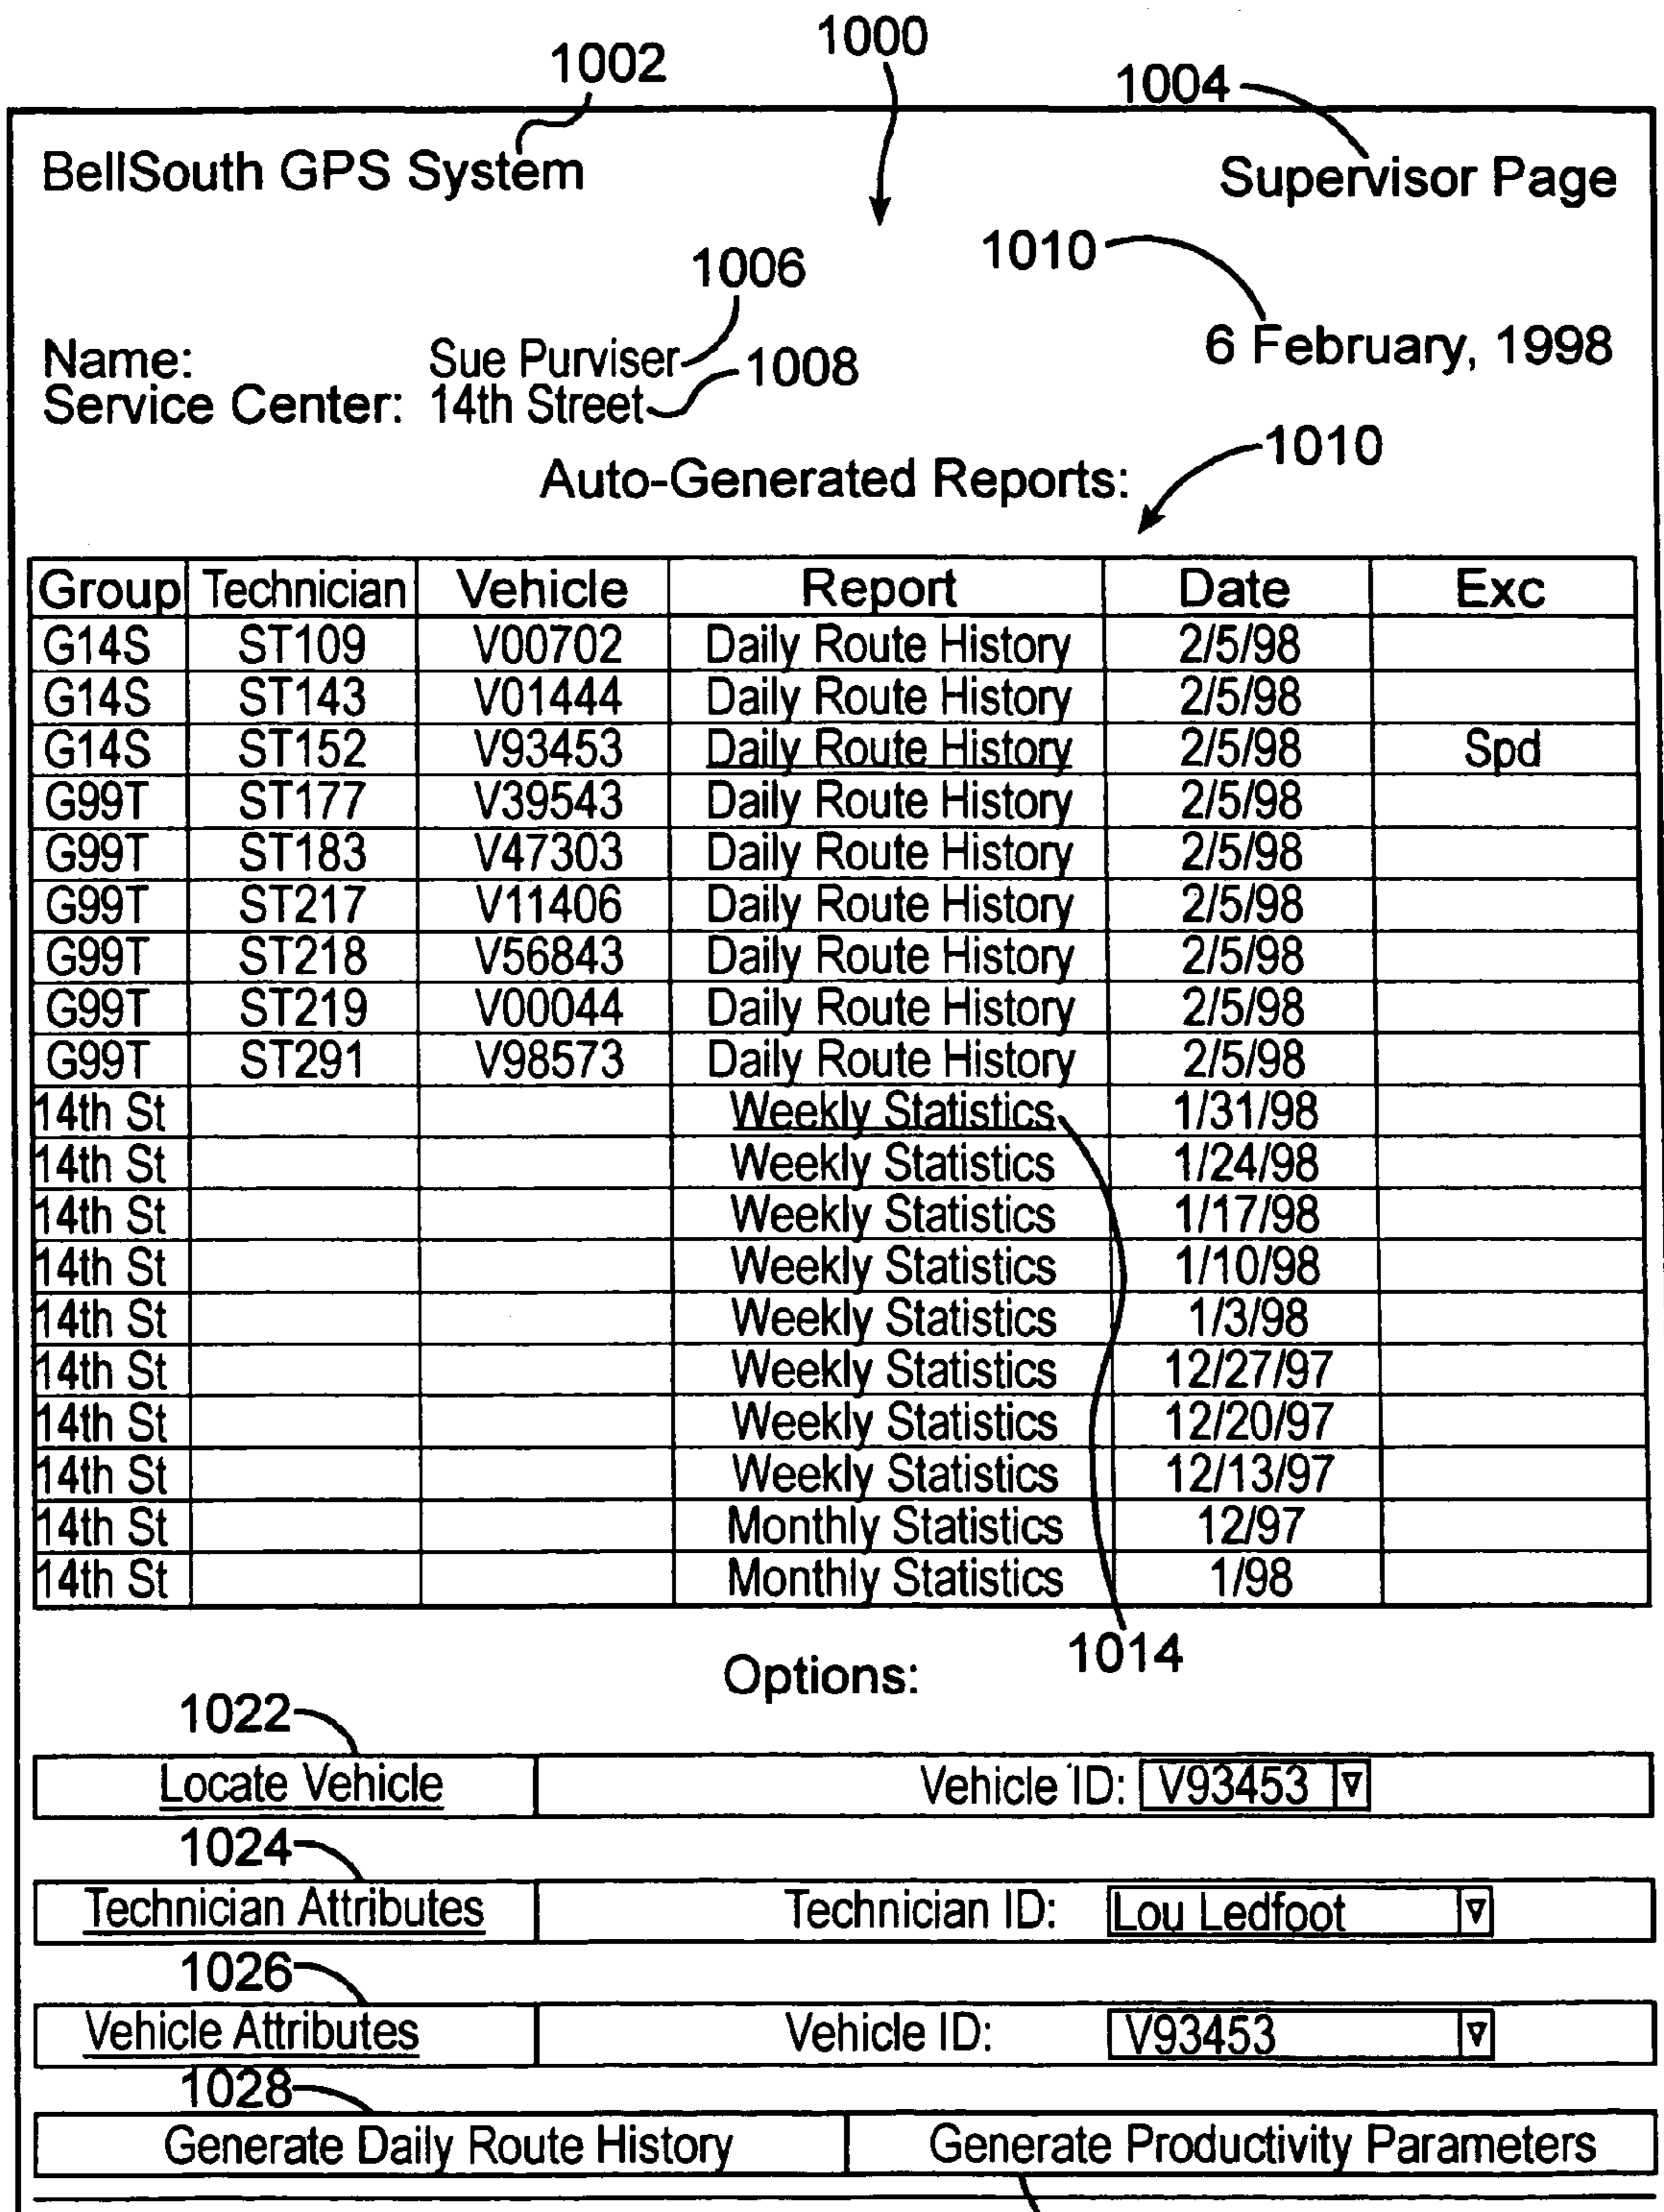 1002 1000 1004
BellSouth GPS System Supervisor Page
1006 1010
Name: Sue Purviser 6 February, 1998
Service Center: 14th Street 1008
Auto-Generated Reports: 1010
Group Technician Vehicle Report Date Exc
G14S ST109 V00702 Daily Route History 2/5/98
G14S ST143 V01444 Daily Route History 2/5/98
G14S ST152 V93453 Daily Route History 2/5/98 Spd
G99T ST177 V39543 Daily Route History 2/5/98
G99T ST183 V47303 Daily Route History 2/5/98
G99T ST217 V11406 Daily Route History 2/5/98
G99T ST218 V56843 Daily Route History 2/5/98
G99T ST219 V00044 Daily Route History 2/5/98
G99T ST291 V98573 Daily Route History 2/5/98
14th St Weekly Statistics 1/31/98
14th St Weekly Statistics 1/24/98
14th St Weekly Statistics 1/17/98
14th St Weekly Statistics 1/10/98
14th St Weekly Statistics 1/3/98
14th St Weekly Statistics 12/27/97
14th St Weekly Statistics 12/20/97
14th St Weekly Statistics 12/13/97
14th St Monthly Statistics 12/97
14th St Monthly Statistics 1/98
Options: 1014
1022
Locate Vehicle Vehicle ID: V93453
1024
Technician Attributes Technician ID: Lou Ledfoot
1026
Vehicle Attributes Vehicle ID: V93453
1028
Generate Daily Route History Generate Productivity Parameters